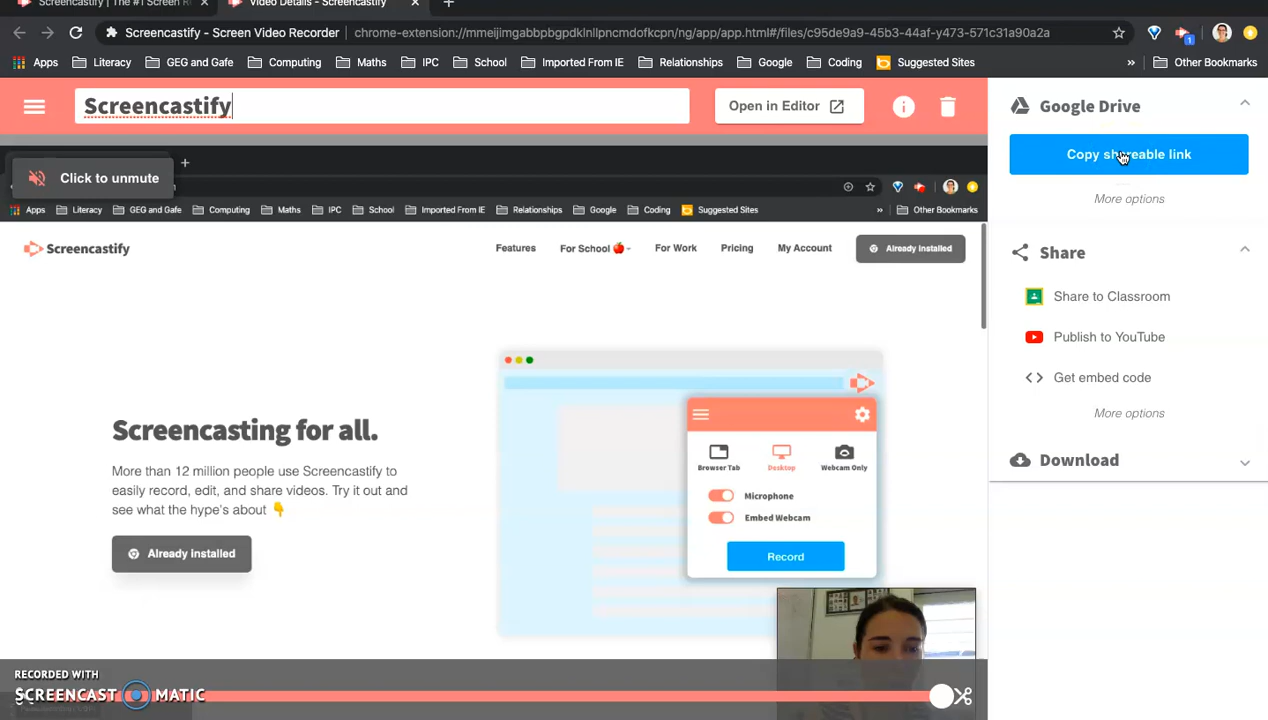 Screencastify | The #1 Screen R
Video Details - Screencastify
Screencastify - Screen Video Recorder
chrome-extension://mmeijimgabbpbgpdklnllpncmdofkcpn/ng/app/app.html#/files/c95de9a9-45b3-44af-y473-571c31a90a2a
1
Apps Literacy GEG and Gafe Computing Maths IPC School Imported From IE Relationships Google Coding Suggested Sites » Other Bookmarks
Screencastify
Open in Editor
Google Drive
Copy shareable link
More options
Click to unmute
Apps Literacy GEG and Gafe Computing Maths IPC School Imported From IE Relationships Google Coding Suggested Sites » Other Bookmarks
Screencastify
Features For School For Work Pricing My Account Already Installed
Share
Share to Classroom
Publish to YouTube
Get embed code
More options
Download
Browser Tab Desktop Webcam Only
Microphone
Embed Webcam
Record
Screencasting for all.
More than 12 million people use Screencastify to
easily record, edit, and share videos. Try it out and
see what the hype's about
Already Installed
RECORDED WITH
SCREENCAST MATIC